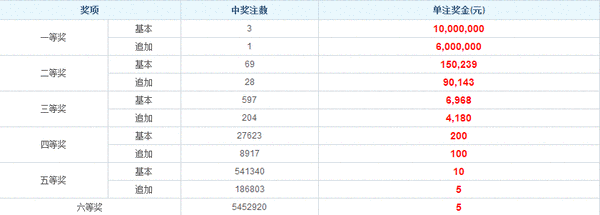 奖项 中奖注数 单注奖金(元)
一等奖 基本 3 10,000,000
追加 1 6,000,000
二等奖 基本 69 150,239
追加 28 90,143
三等奖 基本 597 6,968
追加 204 4,180
四等奖 基本 27623 200
追加 8917 100
五等奖 基本 541340 10
追加 186803 5
六等奖 5452920 5